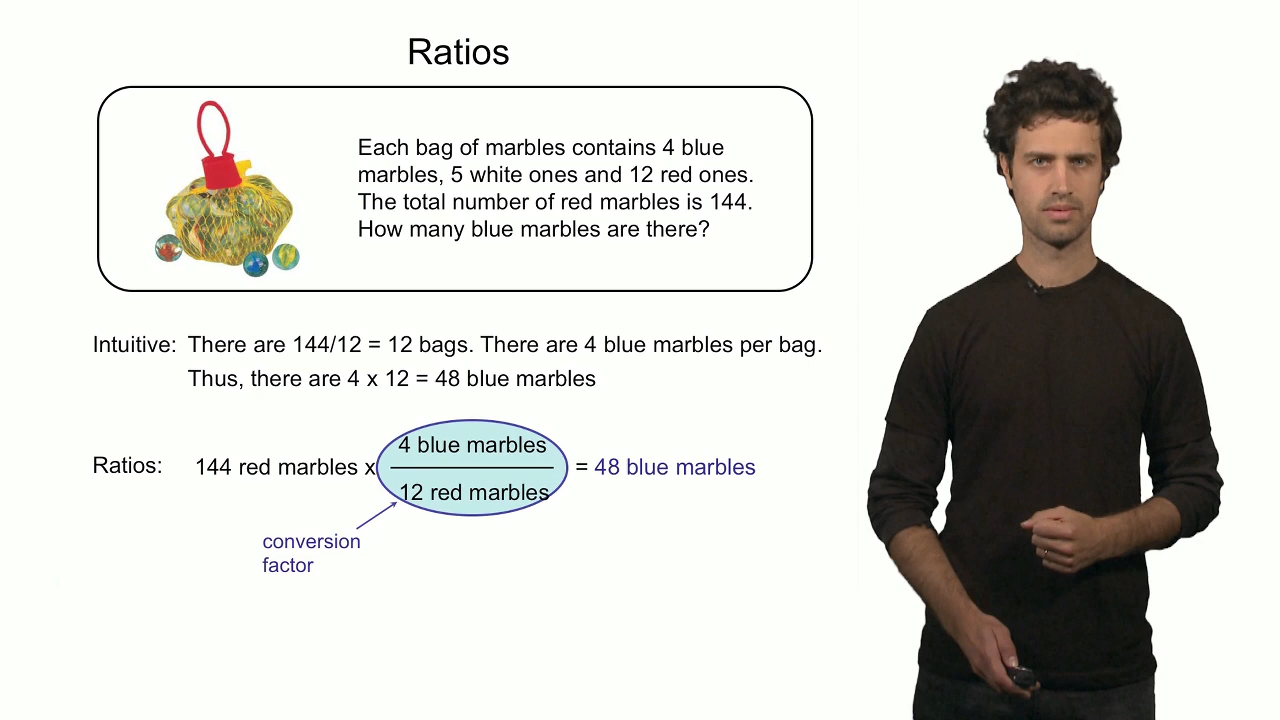 Ratios
Each bag of marbles contains 4 blue
marbles, 5 white ones and 12 red ones.
The total number of red marbles is 144.
How many blue marbles are there?
Intuitive: There are 144/12 = 12 bags. There are 4 blue marbles per bag.
Thus, there are 4 x 12 = 48 blue marbles
Ratios: 144 red marbles x
4 blue marbles
12 red marbles
= 48 blue marbles
conversion
factor